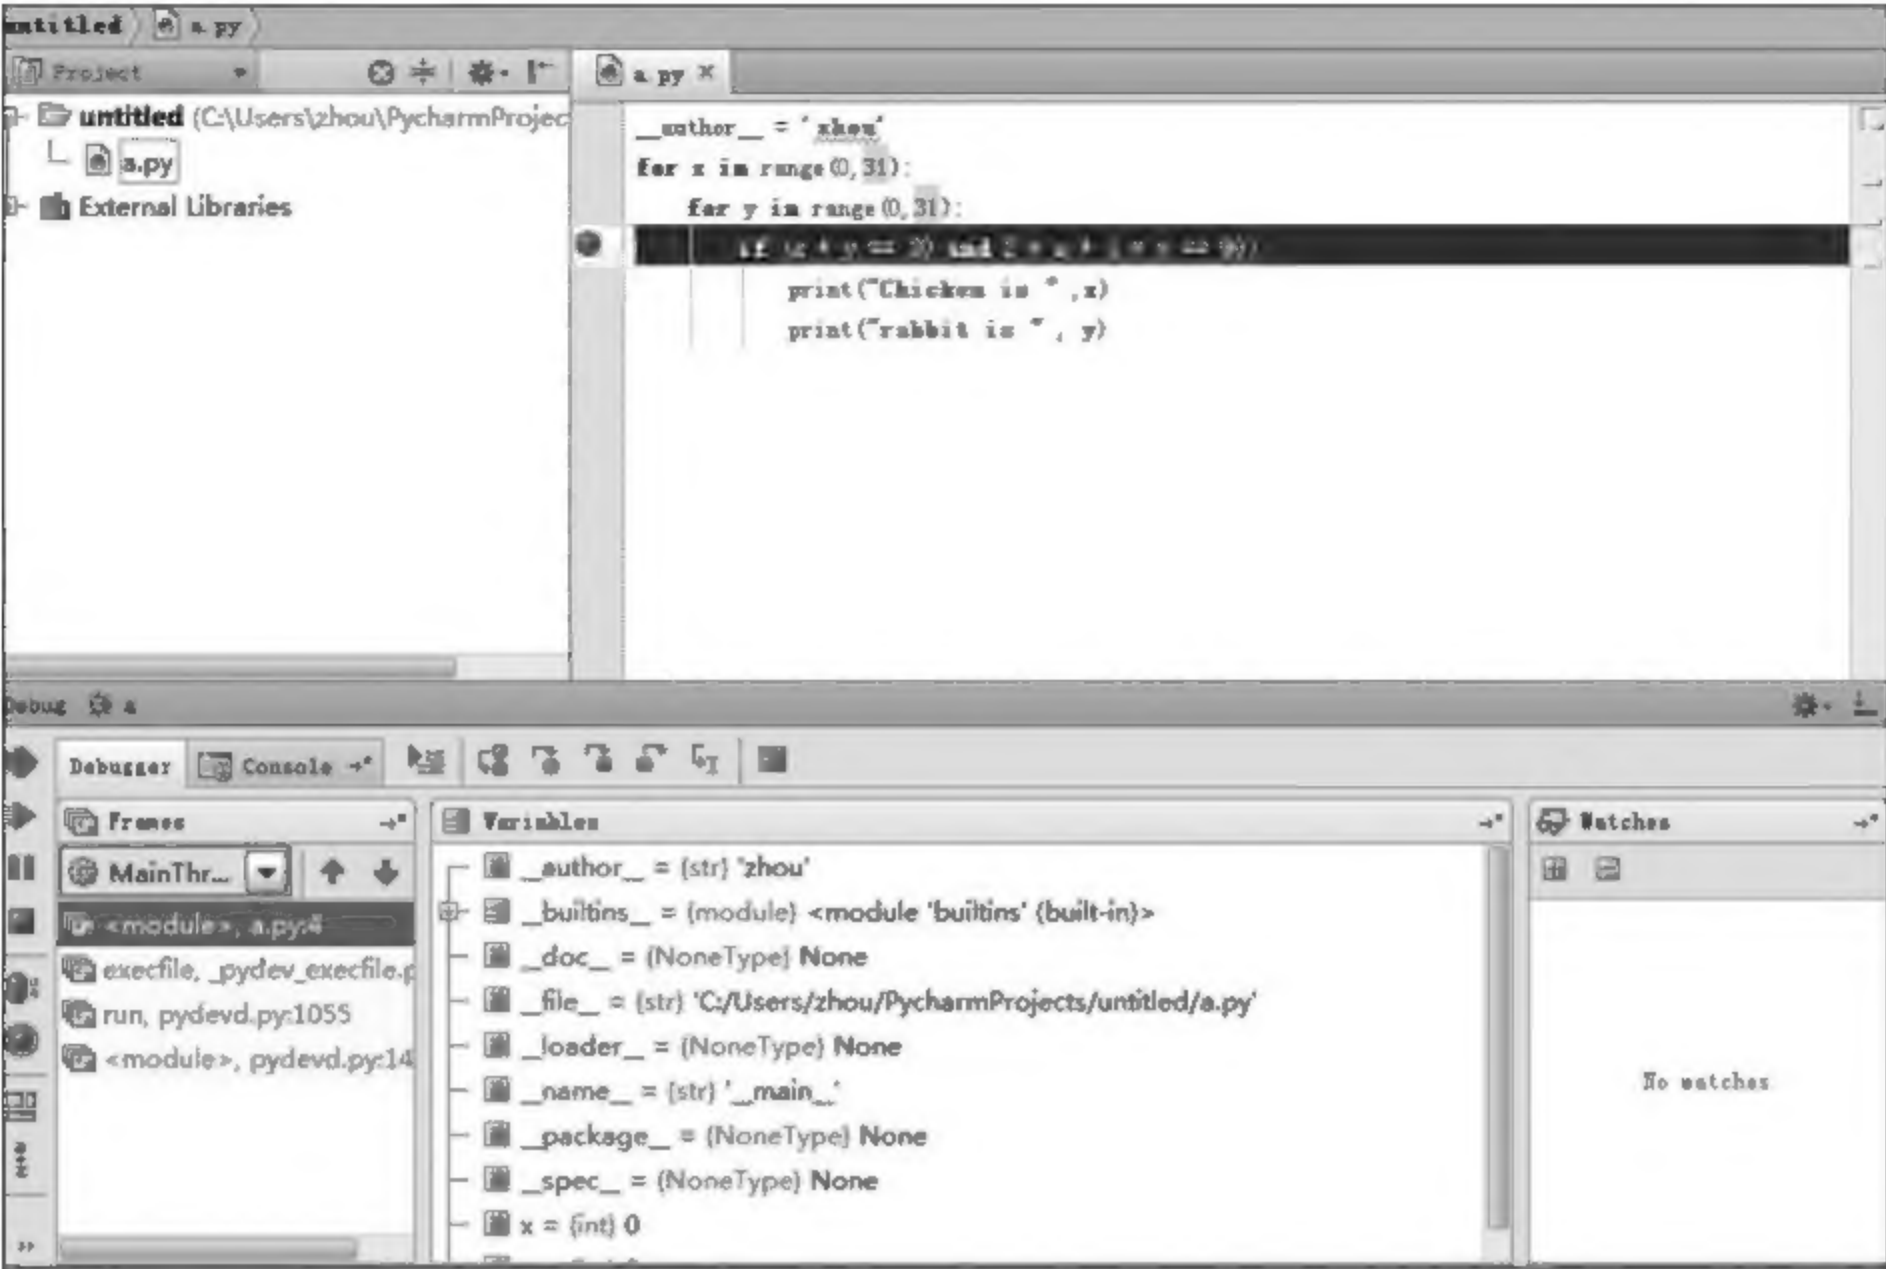 untitled a.py
Project
a.py ×
untitled (C:\Users\zhou\PycharmProjec
a.py
External Libraries
__author__ = 'zhou'
for x in range(0,31):
for y in range(0,31):
if
and
print("Chicken is " ,x)
print("rabbit is " , y)
Debug a
Debugger Console
Frames
MainThr...
<module>, a.py:4
execfile, _pydev_execfile.p
run, pydevd.py:1055
<module>, pydevd.py:14
Variables
__author__ = {str} 'zhou'
__builtins__ = {module} <module 'builtins' (built-in)>
__doc__ = {NoneType} None
__file__ = {str} 'C:/Users/zhou/PycharmProjects/untitled/a.py'
__loader__ = {NoneType} None
__name__ = {str} '__main__'
__package__ = {NoneType} None
__spec__ = {NoneType} None
x = {int} 0
Watches
No watches